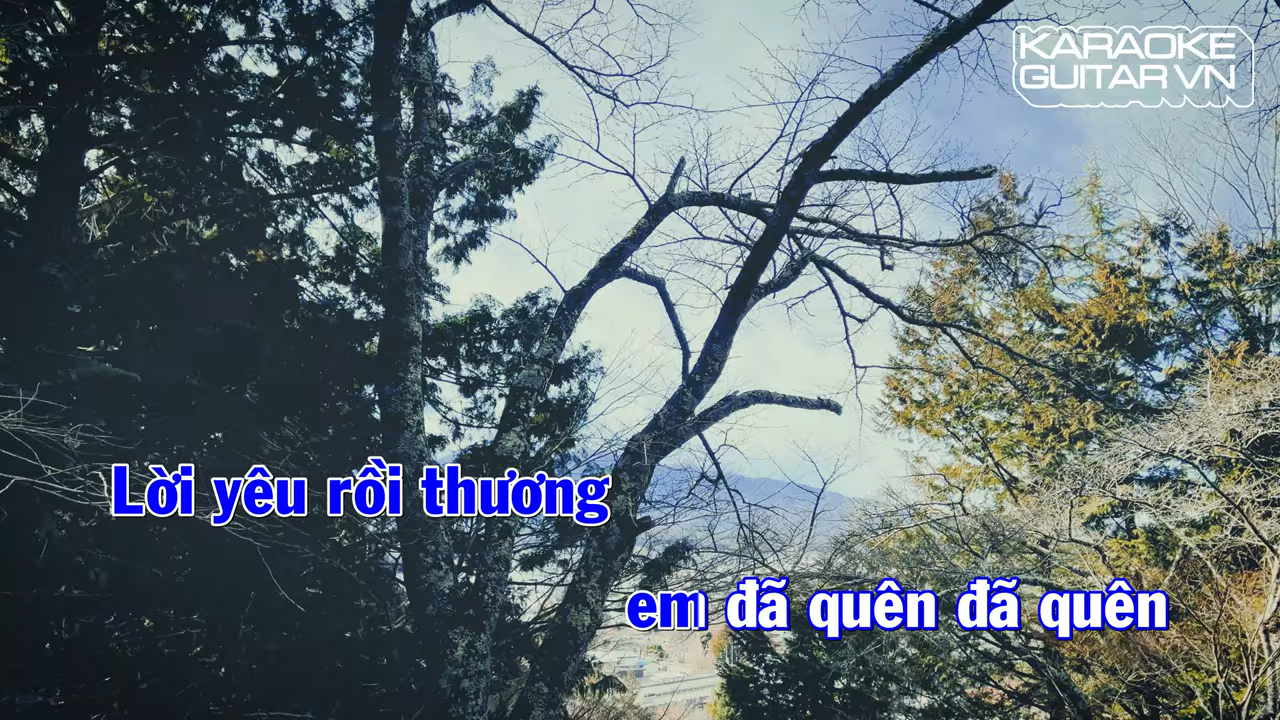 KARAOKE
GUITAR VN
Lời yêu rồi thương
em đã quên đã quên